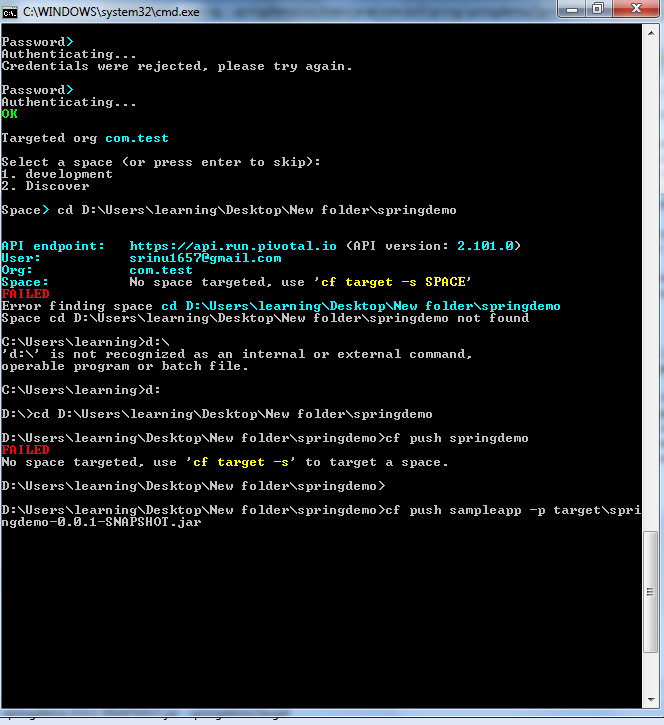 C:\WINDOWS\system32\cmd.exe
Password>
Authenticating...
Credentials were rejected, please try again.
Password>
Authenticating...
OK
Targeted org com.test
Select a space (or press enter to skip):
1. development
2. Discover
Space> cd D:\Users\learning\Desktop\New folder\springdemo
API endpoint: https://api.run.pivotal.io (API version: 2.101.0)
User: srinu1657@gmail.com
Org: com.test
Space: No space targeted, use 'cf target -s SPACE'
FAILED
Error finding space cd D:\Users\learning\Desktop\New folder\springdemo
Space cd D:\Users\learning\Desktop\New folder\springdemo not found
C:\Users\learning>d:\
'd:\' is not recognized as an internal or external command,
operable program or batch file.
C:\Users\learning>d:
D:\>cd D:\Users\learning\Desktop\New folder\springdemo
D:\Users\learning\Desktop\New folder\springdemo>cf push springdemo
FAILED
No space targeted, use 'cf target -s' to target a space.
D:\Users\learning\Desktop\New folder\springdemo>
D:\Users\learning\Desktop\New folder\springdemo>cf push sampleapp -p target\spri
ngdemo-0.0.1-SNAPSHOT.jar